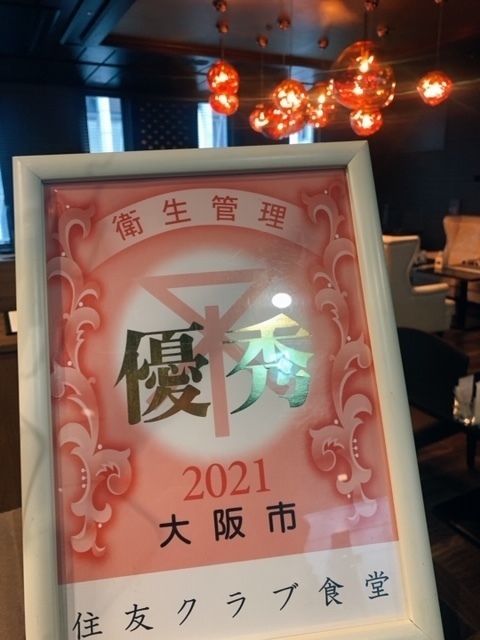 衛生管理
優秀
2021
大阪市
住友クラブ食堂